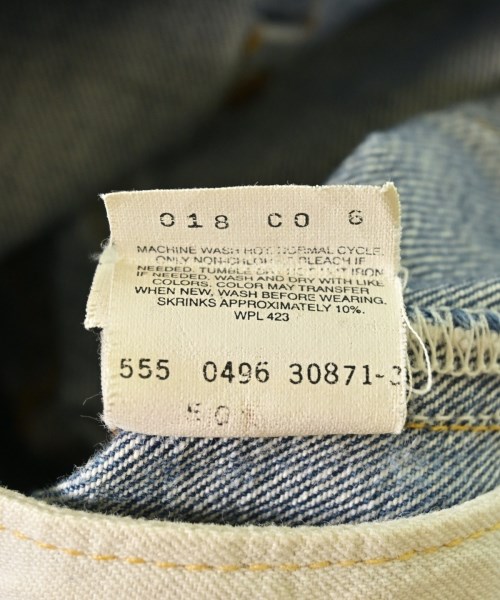 018 CO 6
MACHINE WASH HOT, NORMAL CYCLE.
ONLY NON-CHLORINE BLEACH IF
NEEDED. TUMBLE IRON
IF NEEDED. WASH AND DRY WITH LIKE
COLORS. COLOR MAY TRANSFER
WHEN NEW, WASH BEFORE WEARING.
SKRINKS APPROXIMATELY 10%.
WPL 423
555 0496 30871-
501